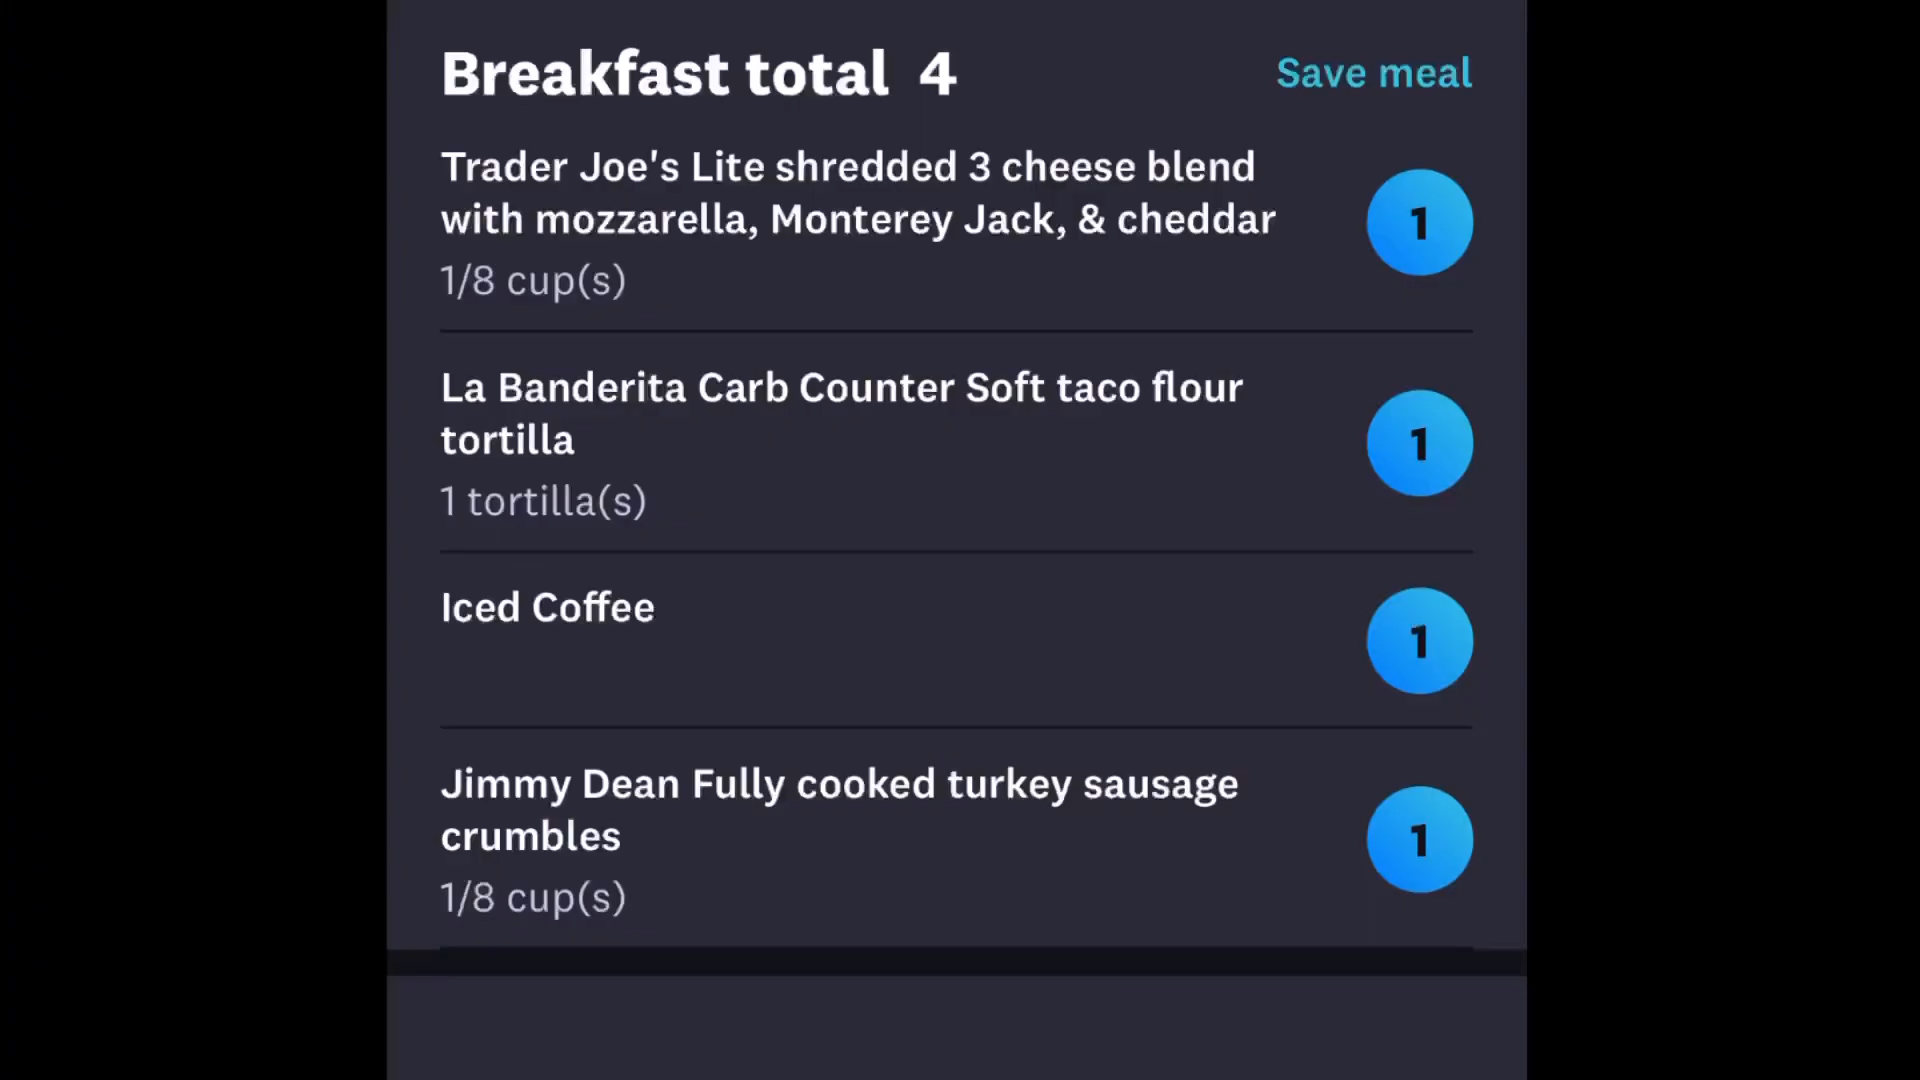 Breakfast total 4
Save meal
Trader Joe's Lite shredded 3 cheese blend
with mozzarella, Monterey Jack, & cheddar
1/8 cup(s)
1
La Banderita Carb Counter Soft taco flour
tortilla
1 tortilla(s)
1
Iced Coffee
1
Jimmy Dean Fully cooked turkey sausage
crumbles
1/8 cup(s)
1